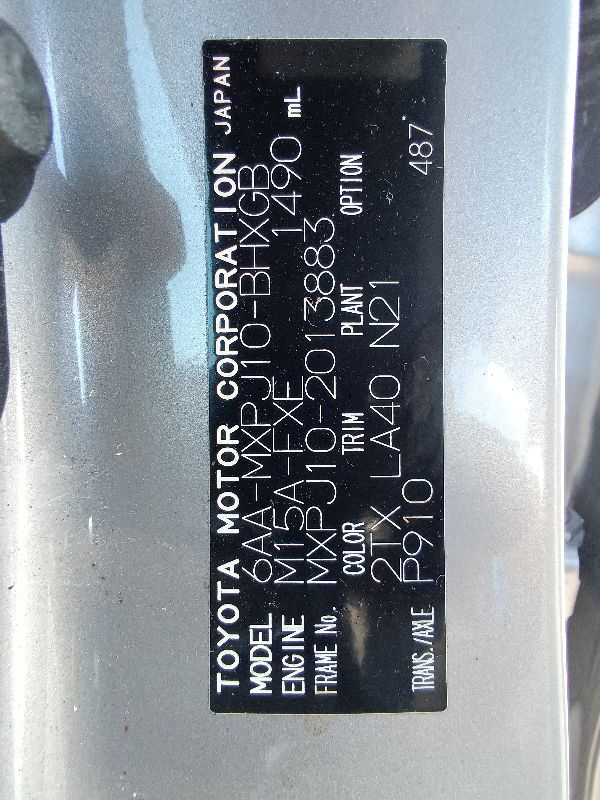 TOYOTA MOTOR CORPORATION JAPAN
MODEL 6AA-MXPJ10-BHXGB
ENGINE M15A-FXE 1490 mL
FRAME No. MXPJ10-2013883
COLOR TRIM PLANT OPTION
2TX LA40 N21
TRANS./AXLE P910 487